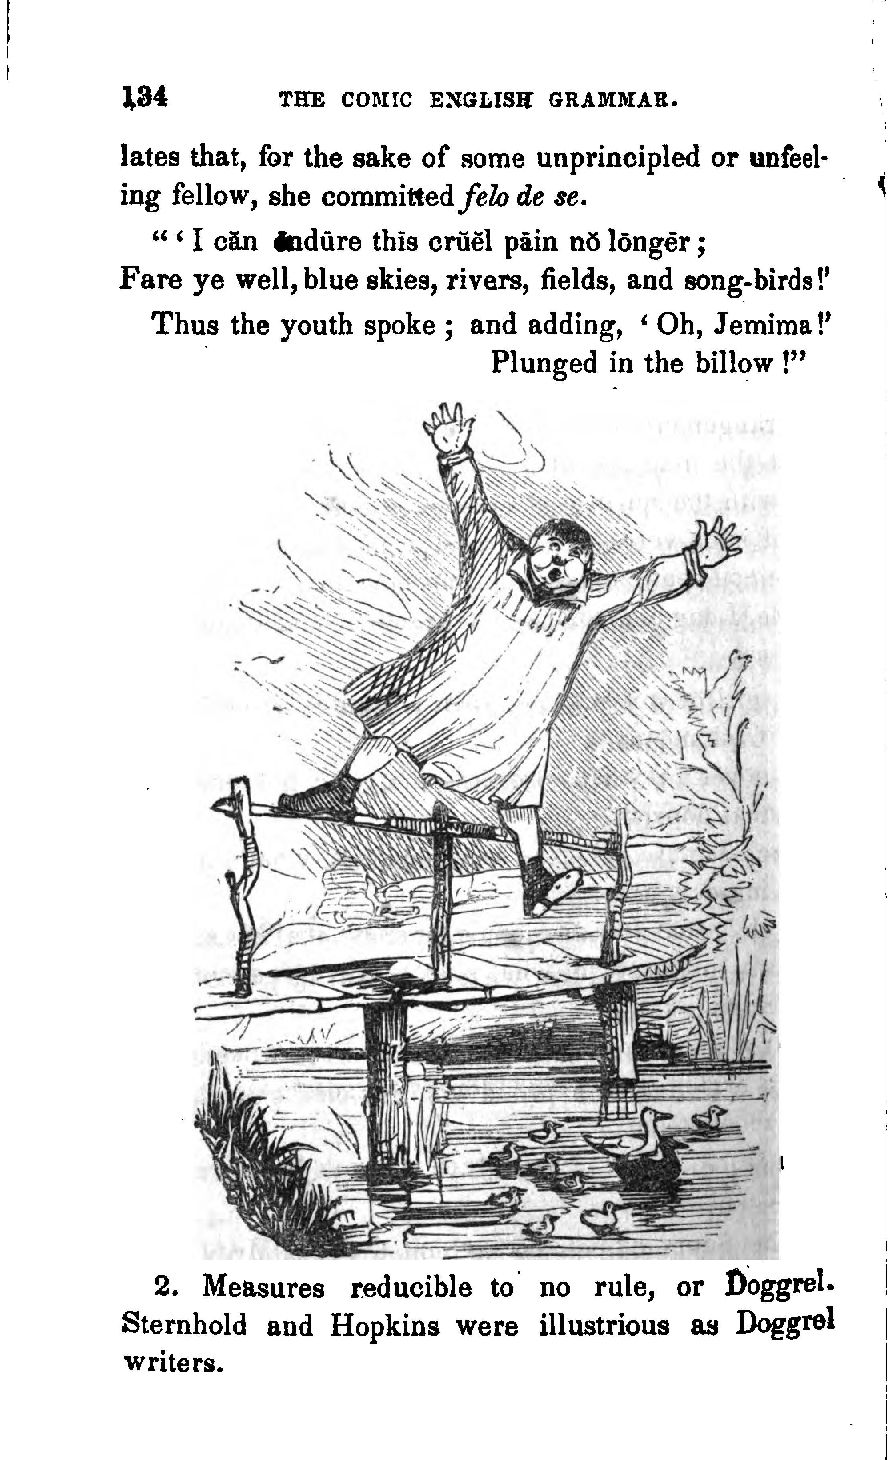 134 THE COMIC ENGLISH GRAMMAR.
lates that, for the sake of some unprincipled or unfeel-
ing fellow, she committed felo de se.
“ ‘ I căn ĕndūre thīs crūĕl pāin nŏ lōngēr ;
Fare ye well, blue skies, rivers, fields, and song-birds!’
Thus the youth spoke ; and adding, ‘ Oh, Jemima!’
Plunged in the billow !”
2. Measures reducible to no rule, or Doggrel.
Sternhold and Hopkins were illustrious as Doggrel
writers.